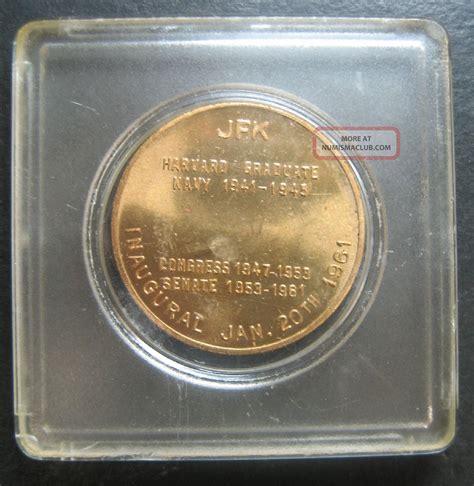 JFK
HARVARD GRADUATE
NAVY 1941-1945
CONGRESS 1947-1953
SENATE 1953-1961
INAUGURAL JAN. 20TH 1961
MORE AT
NUMISMACLUB.COM